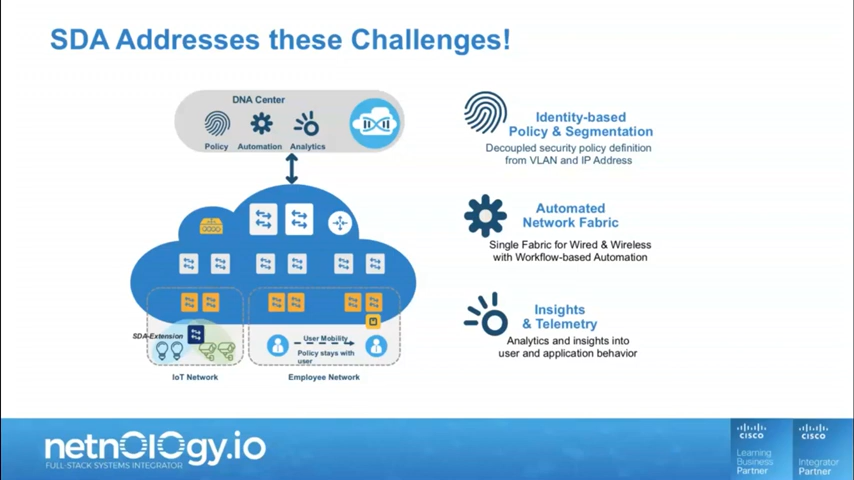 SDA Addresses these Challenges!
DNA Center
Policy
Automation
Analytics
SDA-Extension
User Mobility
Policy stays with
user
IoT Network
Employee Network
Identity-based
Policy & Segmentation
Decoupled security policy definition
from VLAN and IP Address
Automated
Network Fabric
Single Fabric for Wired & Wireless
with Workflow-based Automation
Insights
& Telemetry
Analytics and insights into
user and application behavior
netnology.io
FULL-STACK SYSTEMS INTEGRATOR
CISCO
Learning
Business
Partner
CISCO
Integrator
Partner